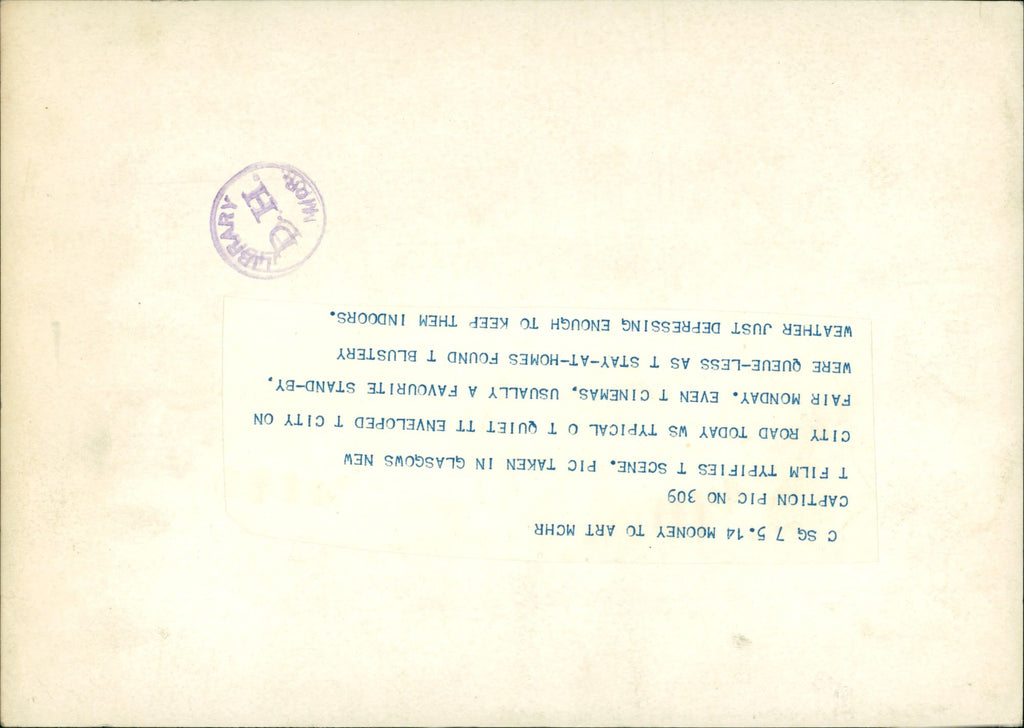 C SG 7 5.14 MOONEY TO ART MCHR
CAPTION PIC NO 309
T FILM TYPIFIES T SCENE. PIC TAKEN IN GLASGOWS NEW
CITY ROAD TODAY WS TYPICAL O T QUIET TT ENVELOPED T CITY ON
FAIR MONDAY. EVEN T CINEMAS, USUALLY A FAVOURITE STAND-BY,
WERE QUEUE-LESS AS T STAY-AT-HOMES FOUND T BLUSTERY
WEATHER JUST DEPRESSING ENOUGH TO KEEP THEM INDOORS.
LIBRARY
D.H.
M/CR.